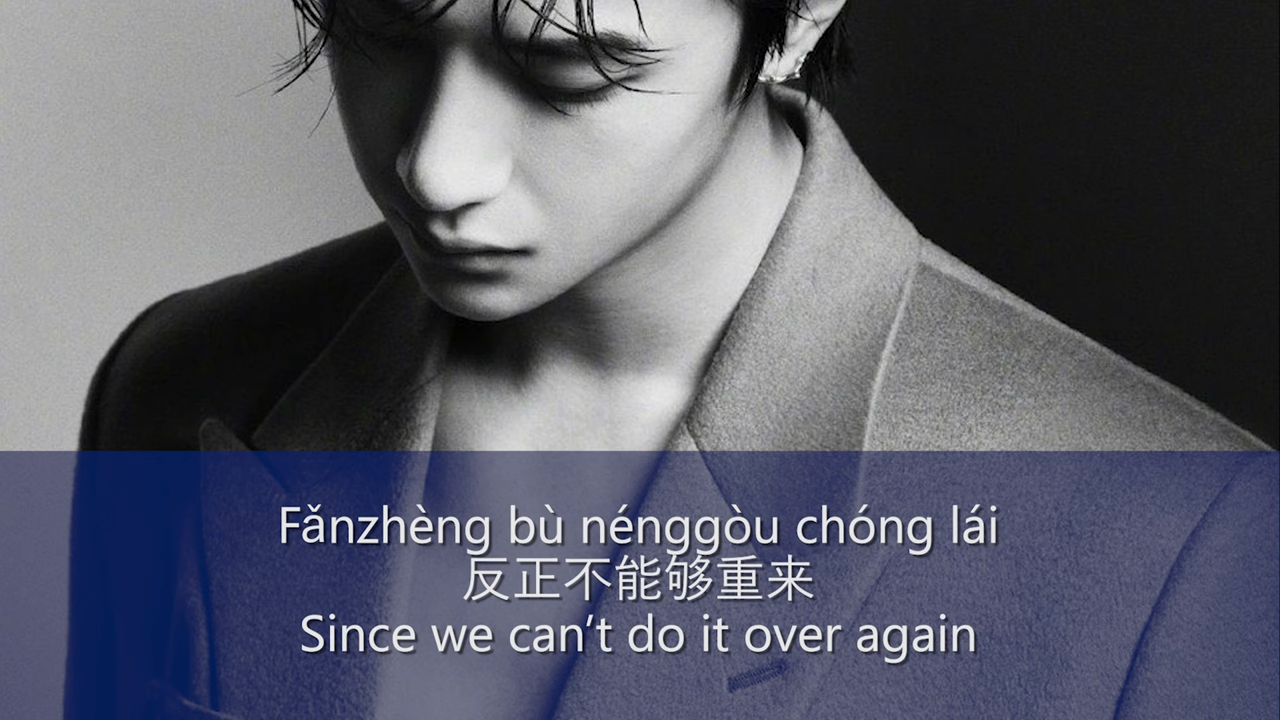 Fǎnzhèng bù nénggòu chóng lái
反正不能够重来
Since we can't do it over again